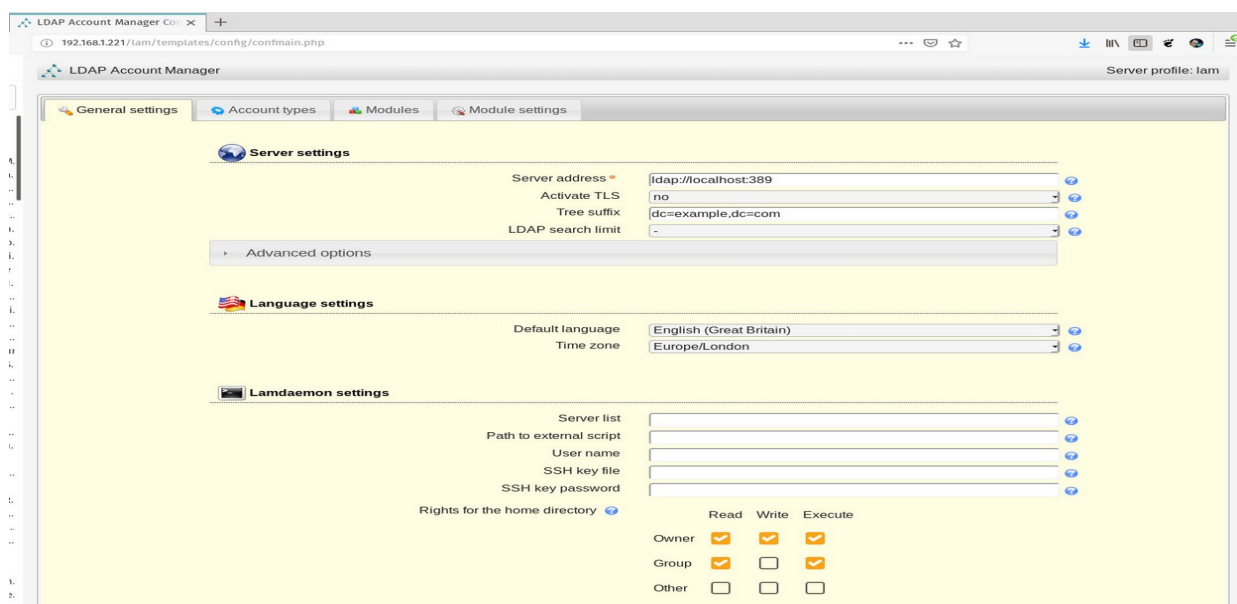 LDAP Account Manager Co
192.168.1.221/lam/templates/config/confmain.php
LDAP Account Manager Server profile: lam
General settings Account types Modules Module settings
Server settings
Server address * ldap://localhost:389
Activate TLS no
Tree suffix dc=example,dc=com
LDAP search limit -
Advanced options
Language settings
Default language English (Great Britain)
Time zone Europe/London
Lamdaemon settings
Server list
Path to external script
User name
SSH key file
SSH key password
Rights for the home directory Read Write Execute
Owner
Group
Other